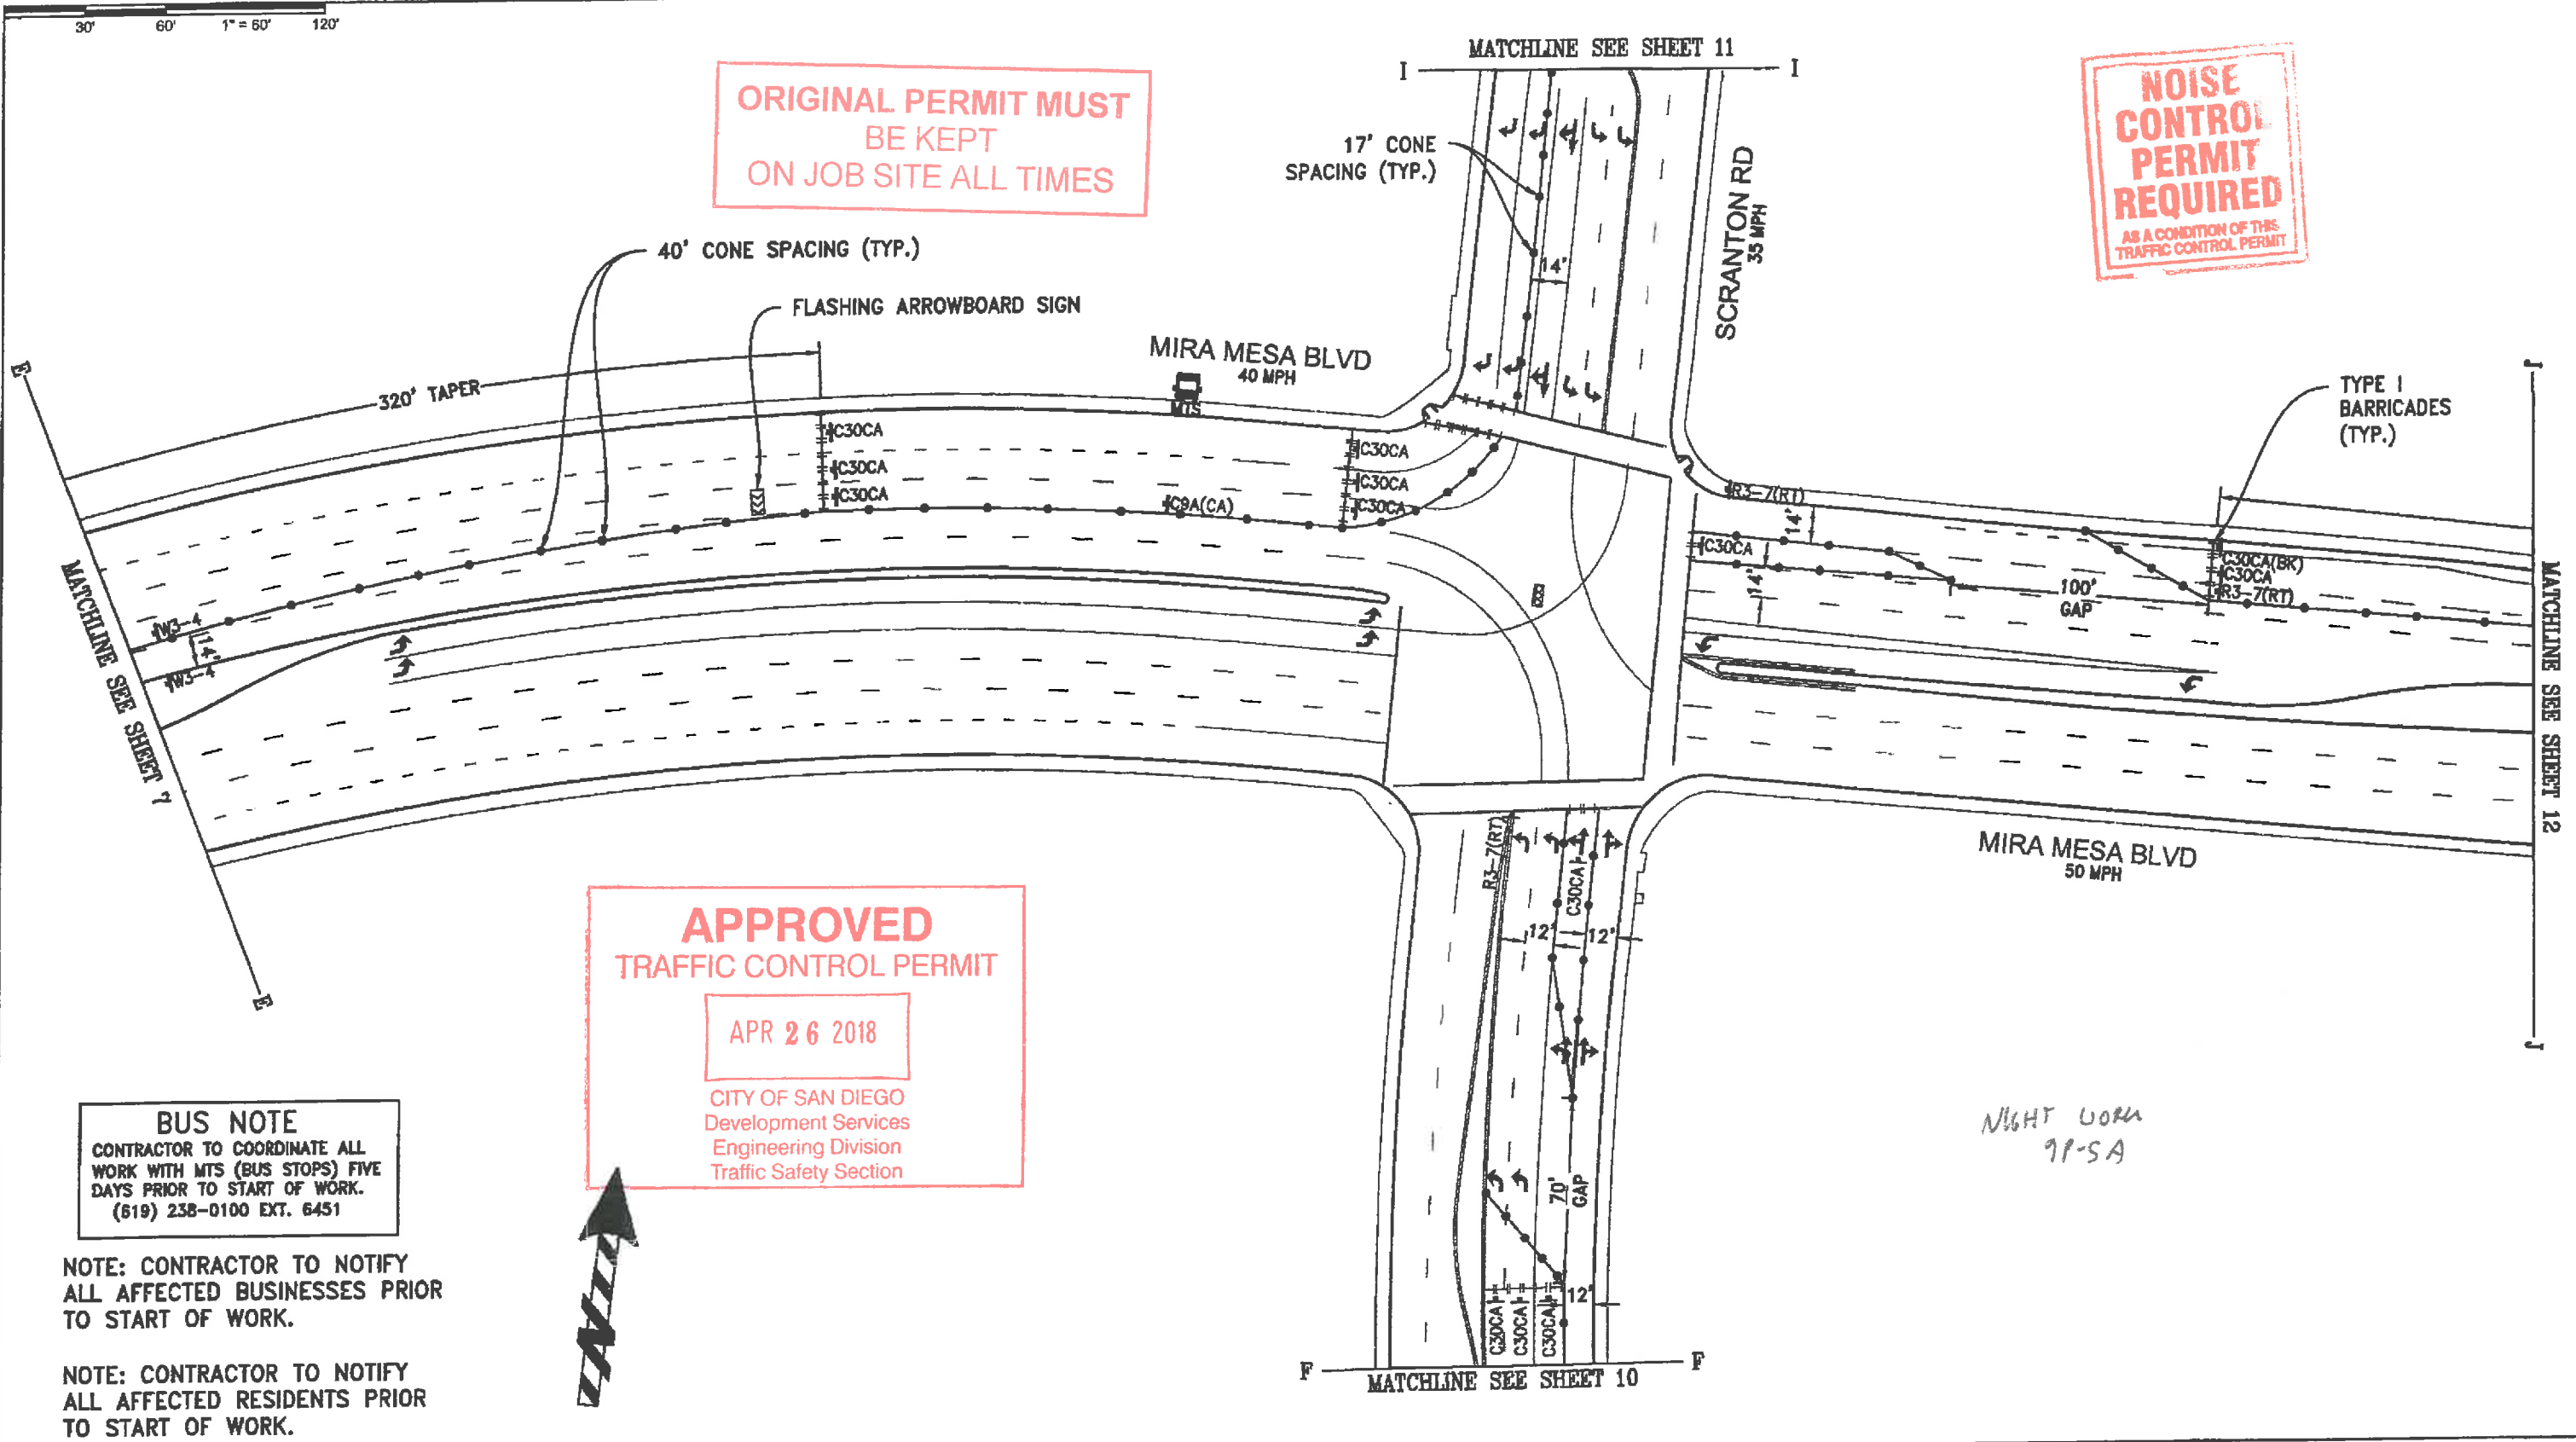 30' 60' 1" = 60' 120'
MATCHLINE SEE SHEET 11
I I
ORIGINAL PERMIT MUST
BE KEPT
ON JOB SITE ALL TIMES
NOISE
CONTROL
PERMIT
REQUIRED
AS A CONDITION OF THIS
TRAFFIC CONTROL PERMIT
17' CONE
SPACING (TYP.)
SCRANTON RD
35 MPH
14'
40' CONE SPACING (TYP.)
FLASHING ARROWBOARD SIGN
MIRA MESA BLVD
40 MPH
MTS
320' TAPER
E
J
TYPE I
BARRICADES
(TYP.)
C30CA
C30CA
C30CA
C9A(CA)
C30CA
C30CA
C30CA
R3-7(RT)
14'
C30CA
14'
100'
GAP
C30CA(BK)
C30CA
R3-7(RT)
W3-4
14'
W3-4
MATCHLINE SEE SHEET 7
MATCHLINE SEE SHEET 12
E
J
MIRA MESA BLVD
50 MPH
R3-7(RT)
C30CA
12' 12'
70'
GAP
12'
C30CA
C30CA
C30CA
F F
MATCHLINE SEE SHEET 10
APPROVED
TRAFFIC CONTROL PERMIT
APR 26 2018
CITY OF SAN DIEGO
Development Services
Engineering Division
Traffic Safety Section
NIGHT WORK
9P-5A
BUS NOTE
CONTRACTOR TO COORDINATE ALL
WORK WITH MTS (BUS STOPS) FIVE
DAYS PRIOR TO START OF WORK.
(619) 238-0100 EXT. 6451
NOTE: CONTRACTOR TO NOTIFY
ALL AFFECTED BUSINESSES PRIOR
TO START OF WORK.
NOTE: CONTRACTOR TO NOTIFY
ALL AFFECTED RESIDENTS PRIOR
TO START OF WORK.
N